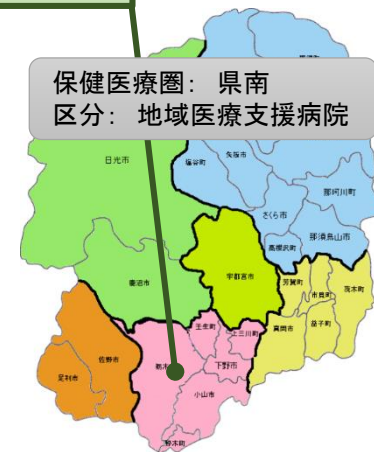 保健医療圏： 県南
区分： 地域医療支援病院
日光市
塩谷町
矢板市
那珂川町
さくら市
那須烏山市
高根沢町
宇都宮市
鹿沼市
芳賀町
市貝町
茂木町
真岡市
益子町
壬生町
上三川町
下野市
栃木
小山市
野木町
佐野市
足利市